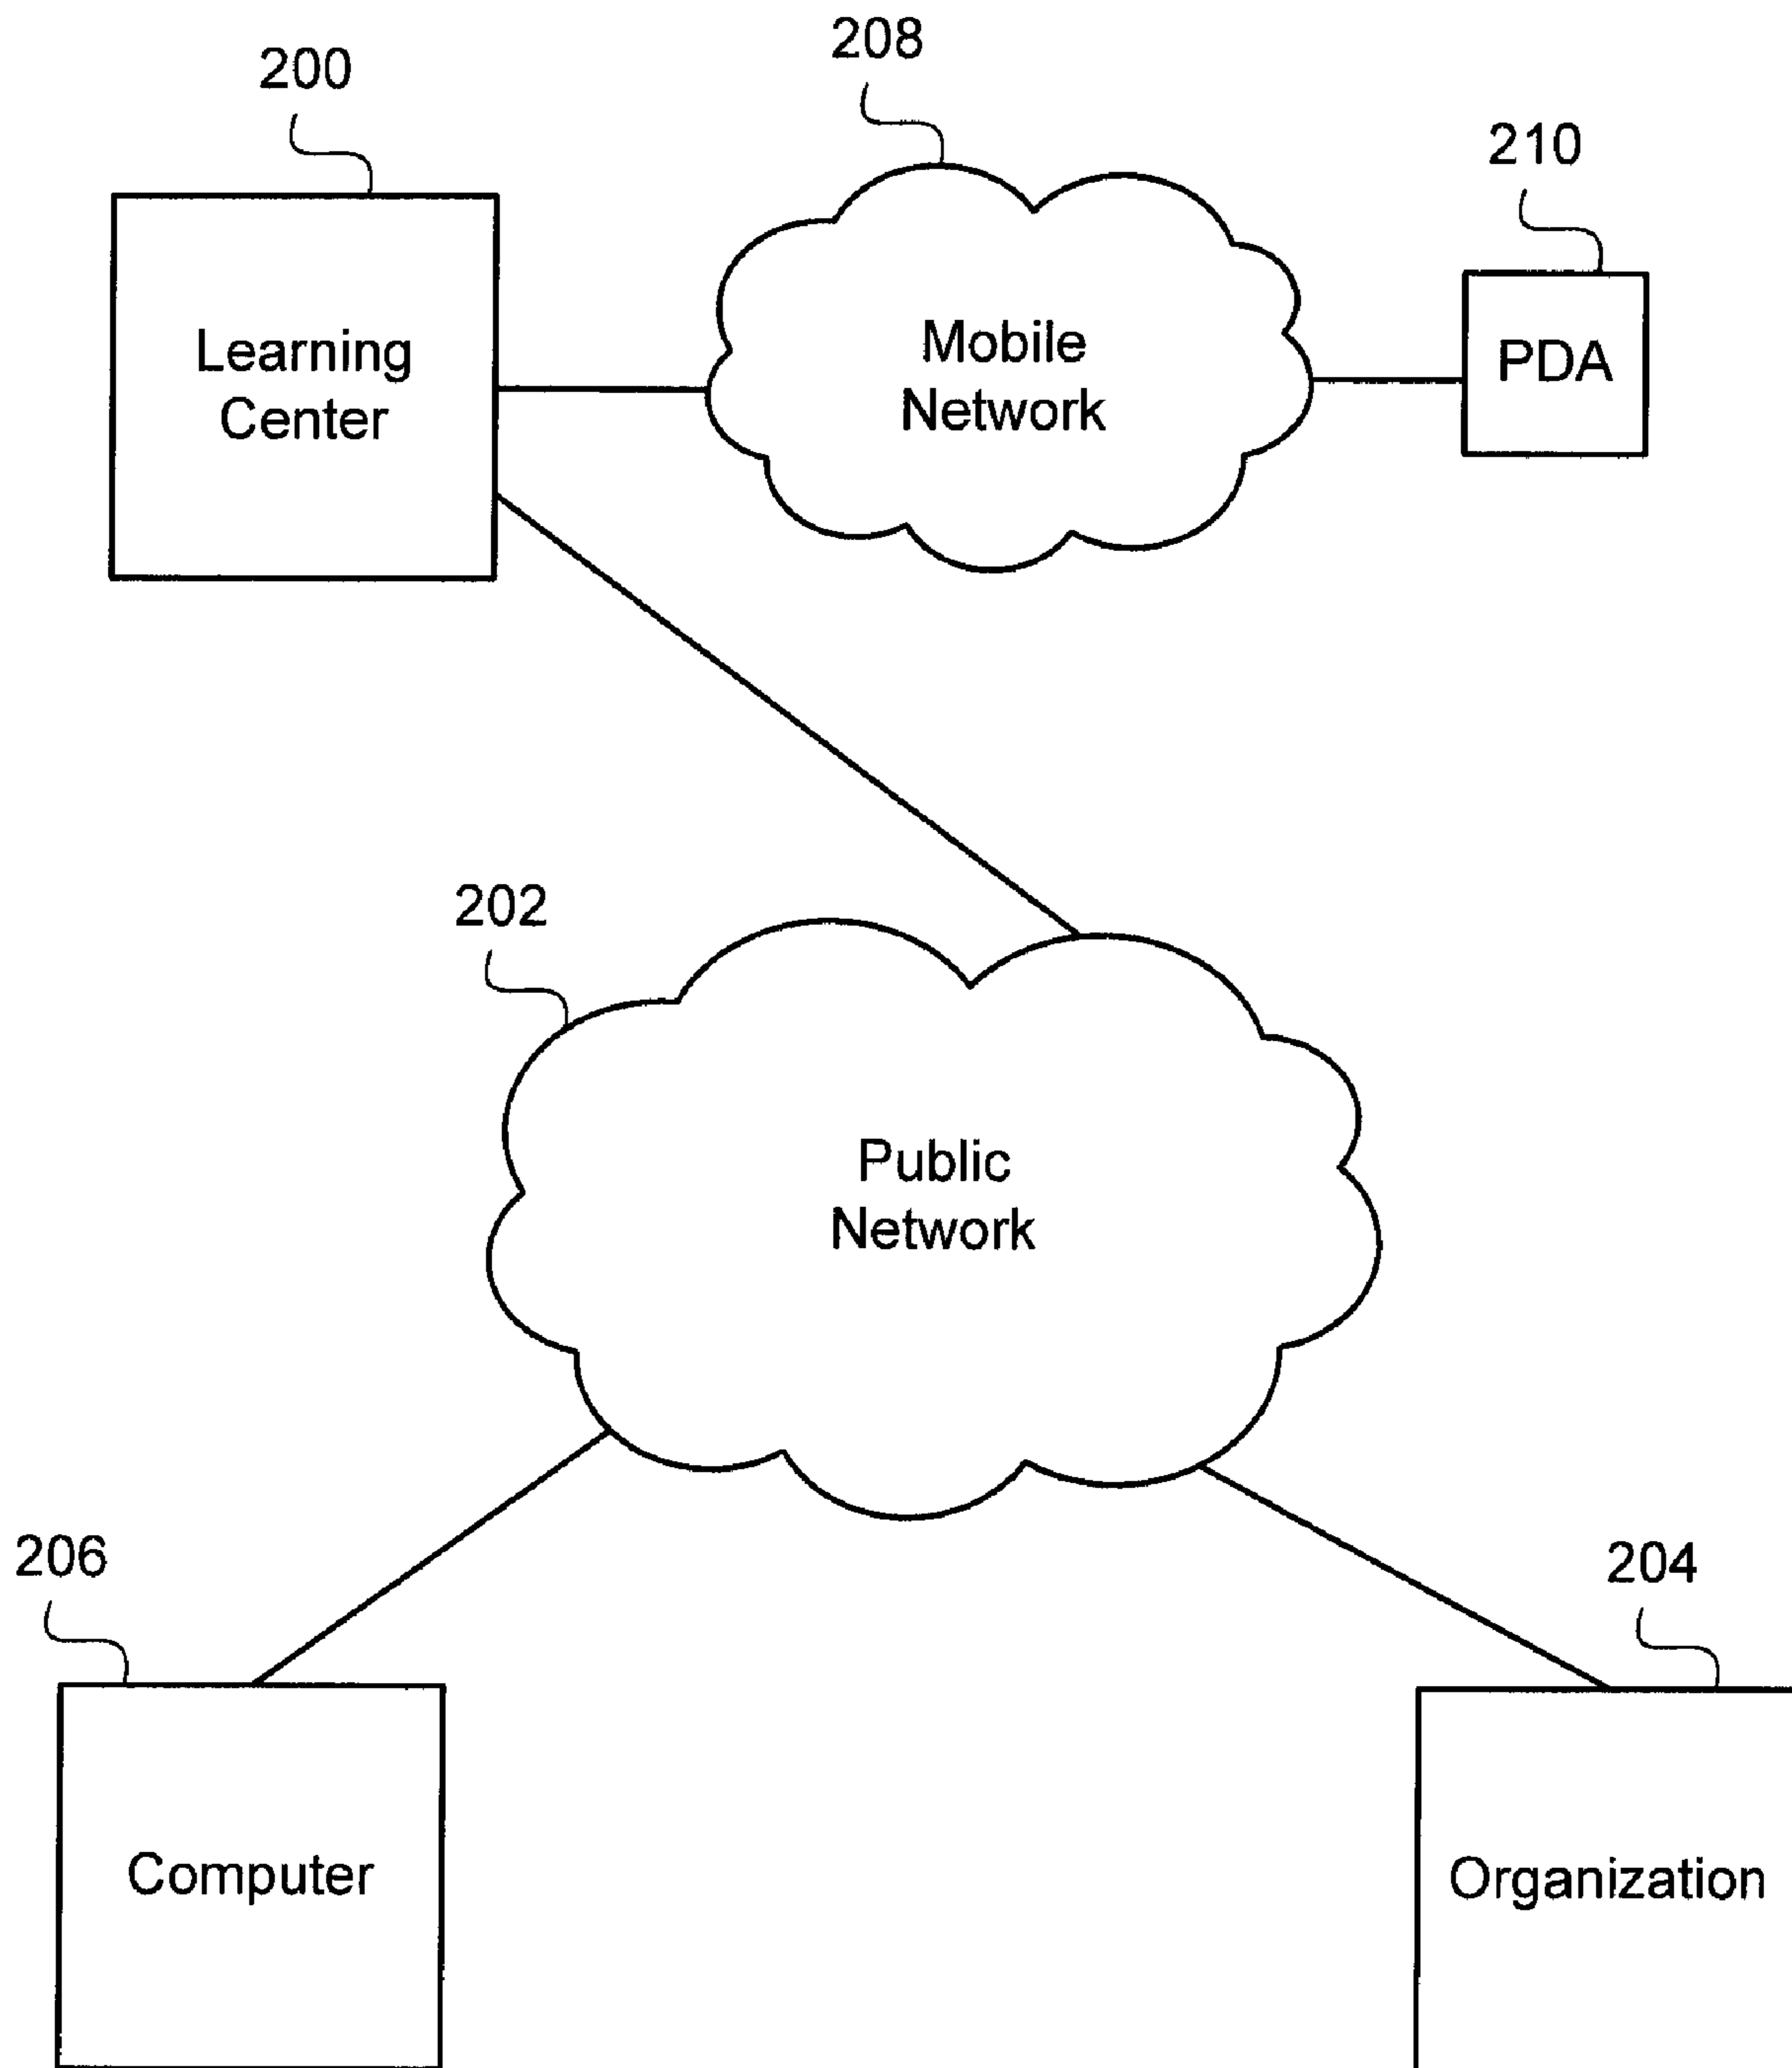 208
200
210
Learning
Center
Mobile
Network
PDA
202
Public
Network
206
204
Computer
Organization